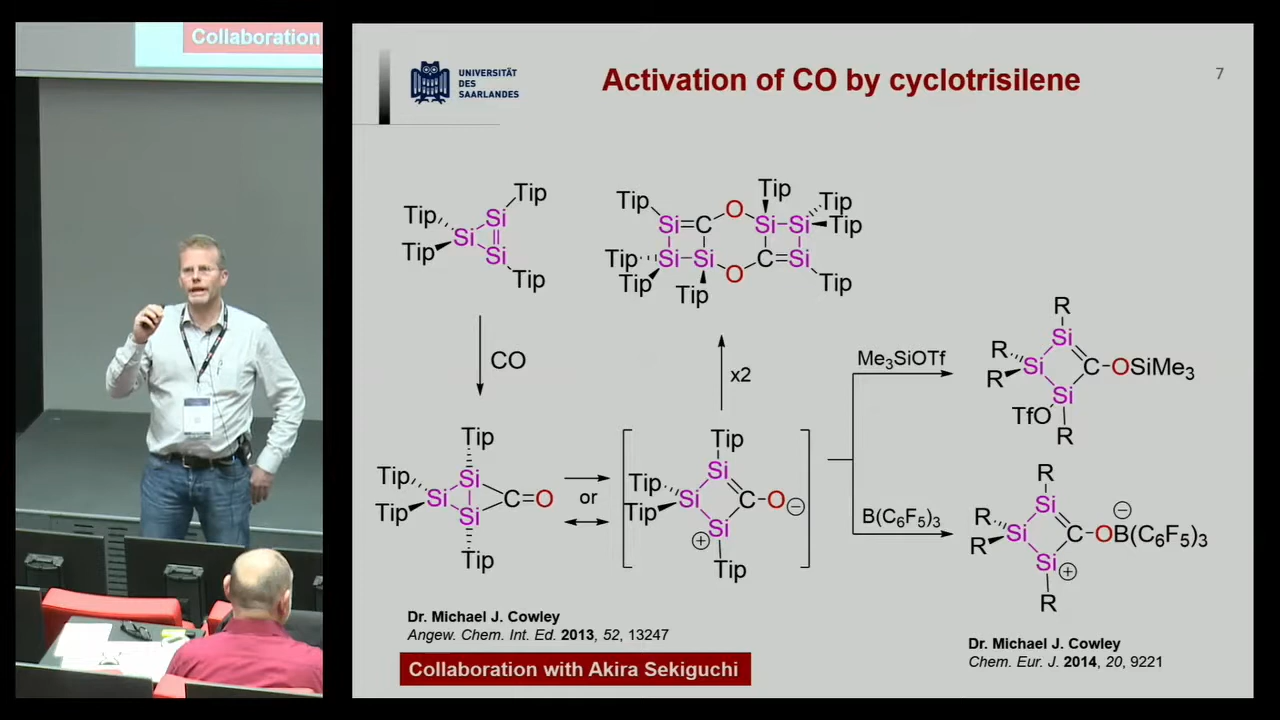 Collaboration
UNIVERSITÄT
DES
SAARLANDES
Activation of CO by cyclotrisilene
7
Tip
Tip
Si
Si
Tip
Si
Tip
CO
Tip
Tip
Si
Si
C=O
Tip
Si
Tip
or
Tip
Tip
Tip
Tip
O
Si
C
Si
Si
Tip
Tip
Si
Si
C
Si
O
Tip
Tip
Tip
x2
Tip
Si
Tip
Si
C
O
⊖
Tip
Si
⊕
Tip
Me3SiOTf
R
Si
R
Si
C
OSiMe3
R
Si
TfO
R
B(C6F5)3
R
Si
⊖
R
Si
C
OB(C6F5)3
R
Si
⊕
R
Dr. Michael J. Cowley
Angew. Chem. Int. Ed. 2013, 52, 13247
Collaboration with Akira Sekiguchi
Dr. Michael J. Cowley
Chem. Eur. J. 2014, 20, 9221